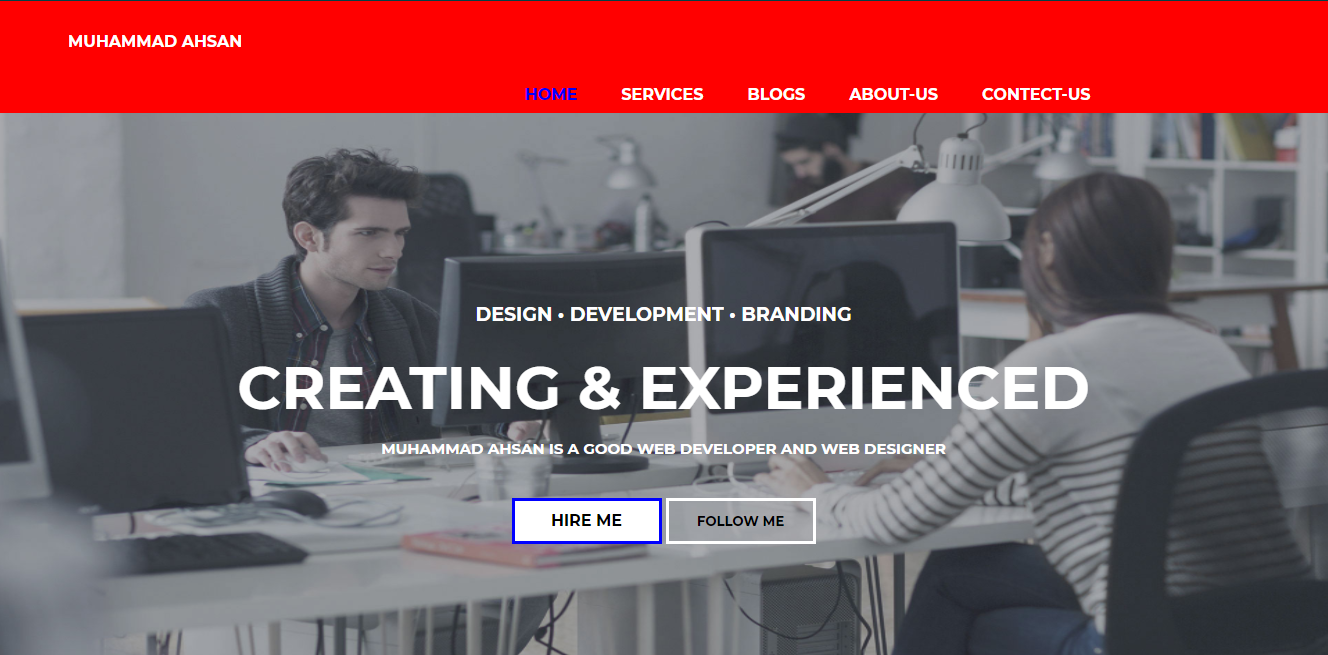 MUHAMMAD AHSAN
HOME SERVICES BLOGS ABOUT-US CONTECT-US
DESIGN • DEVELOPMENT • BRANDING
CREATING & EXPERIENCED
MUHAMMAD AHSAN IS A GOOD WEB DEVELOPER AND WEB DESIGNER
HIRE ME FOLLOW ME